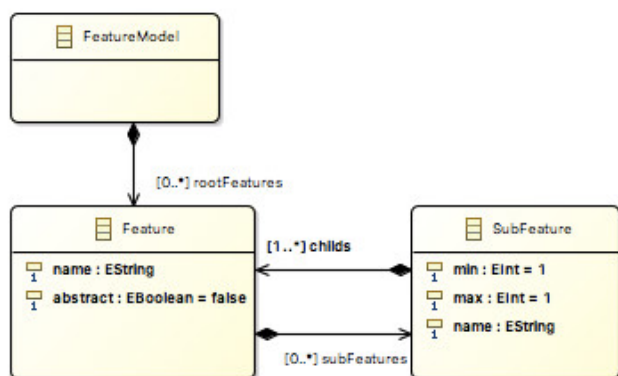 FeatureModel
[0..*] rootFeatures
Feature
name : EString
abstract : EBoolean = false
[1..*] childs
[0..*] subFeatures
SubFeature
min : EInt = 1
max : EInt = 1
name : EString